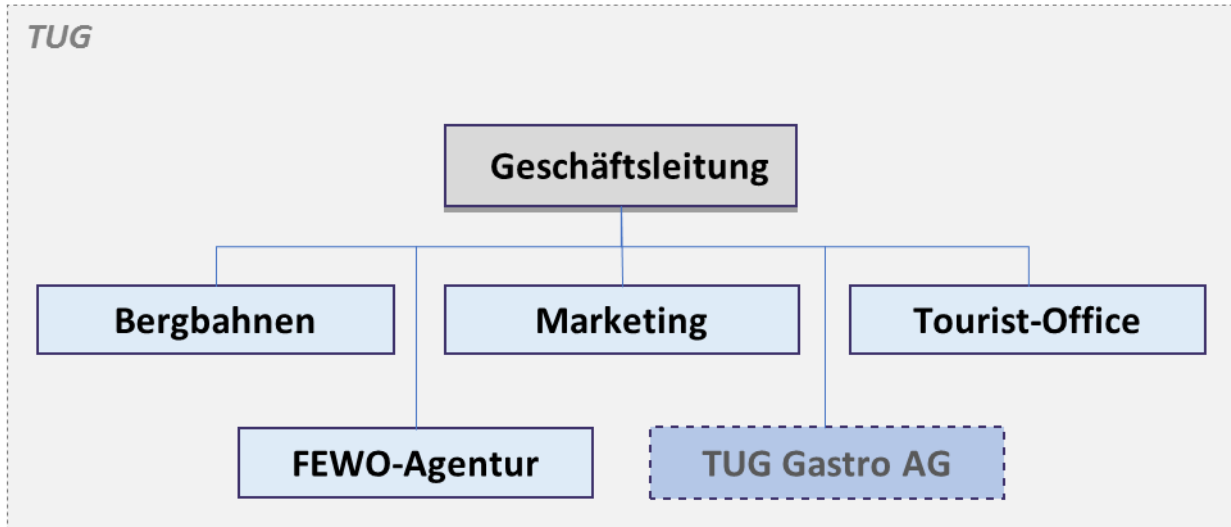 TUG
Geschäftsleitung
Bergbahnen
Marketing
Tourist-Office
FEWO-Agentur
TUG Gastro AG